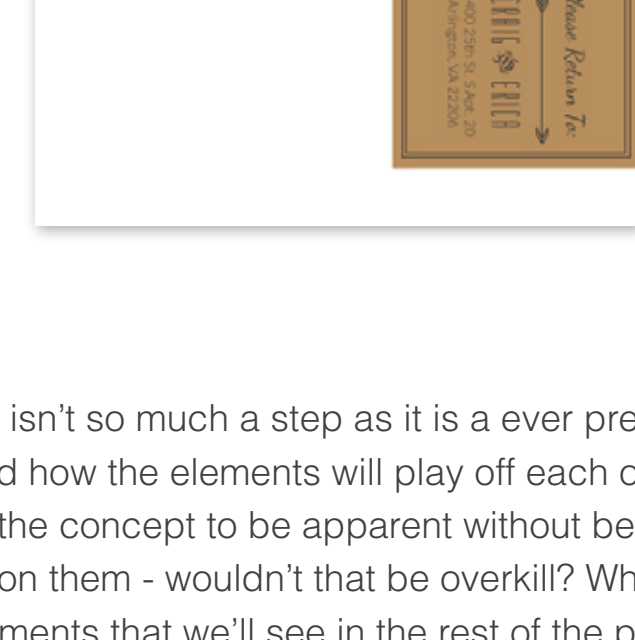 lease Return To:
CRAIG & ERICA
400 25th St. S Apt. 20
Arlington, VA 22206
isn't so much a step as it is a ever pre
d how the elements will play off each o
the concept to be apparent without be
on them - wouldn't that be overkill? Wh
ments that we'll see in the rest of the p